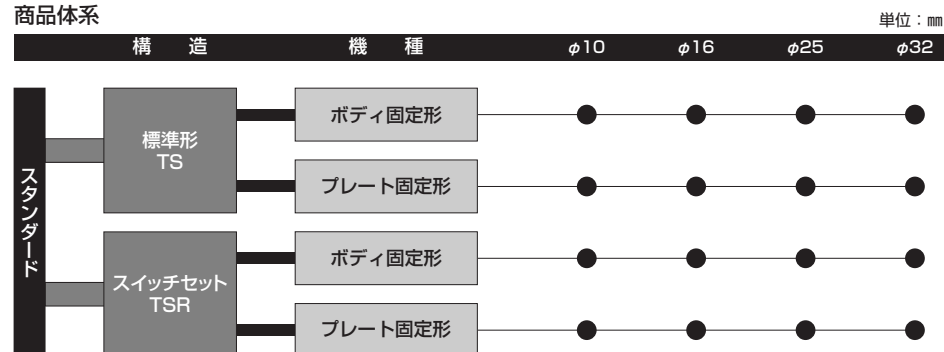 商品体系
単位：㎜
構　造 機　種 φ10 φ16 φ25 φ32
スタンダード
標準形
TS
ボディ固定形
プレート固定形
スイッチセット
TSR
ボディ固定形
プレート固定形